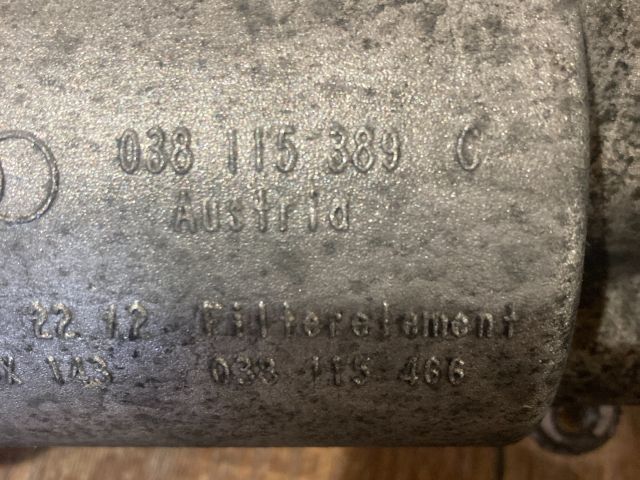 038 115 389 C
Austria
22 12 Filterelement
143 038 115 466